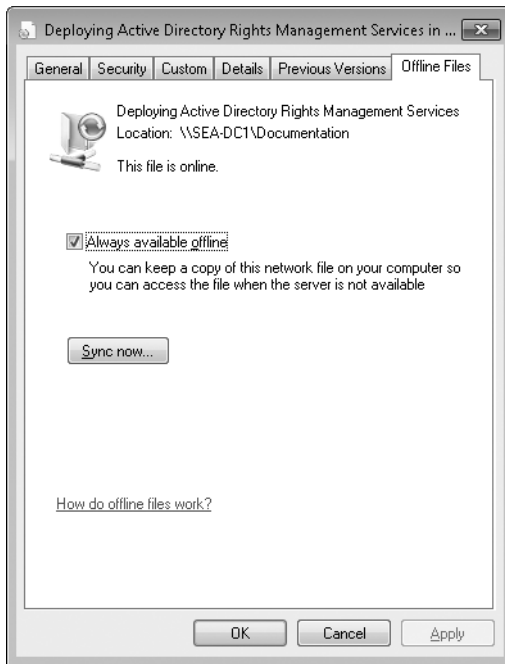 Deploying Active Directory Rights Management Services in ...
General Security Custom Details Previous Versions Offline Files
Deploying Active Directory Rights Management Services
Location: \\SEA-DC1\Documentation
This file is online.
Always available offline
You can keep a copy of this network file on your computer so
you can access the file when the server is not available
Sync now...
How do offline files work?
OK Cancel Apply